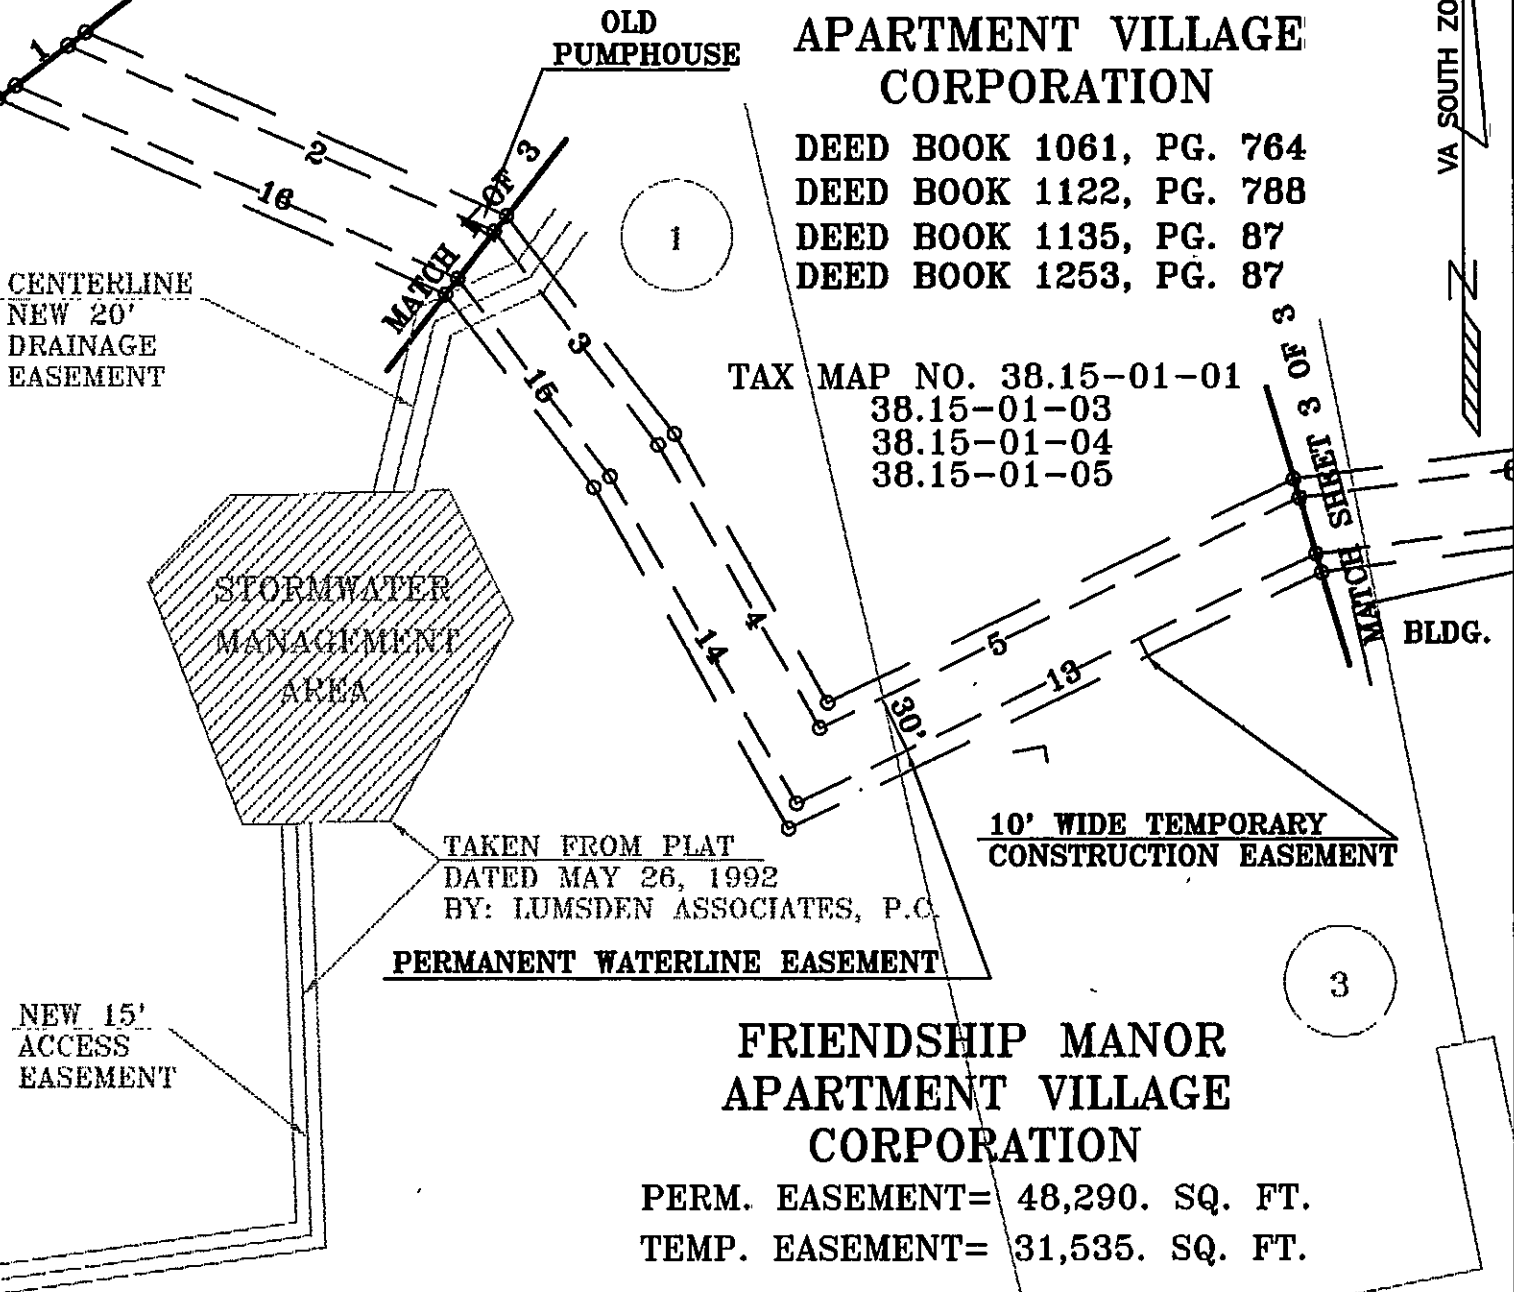 OLD
PUMPHOUSE
APARTMENT VILLAGE
CORPORATION
DEED BOOK 1061, PG. 764
DEED BOOK 1122, PG. 788
DEED BOOK 1135, PG. 87
DEED BOOK 1253, PG. 87
VA SOUTH ZO
N
1
2
16
MATCH 1 OF 3
1
CENTERLINE
NEW 20'
DRAINAGE
EASEMENT
3
15
TAX MAP NO. 38.15-01-01
38.15-01-03
38.15-01-04
38.15-01-05
MATCH SHEET 3 OF 3
6
STORMWATER
MANAGEMENT
AREA
14
4
5
13
30'
BLDG.
10' WIDE TEMPORARY
CONSTRUCTION EASEMENT
TAKEN FROM PLAT
DATED MAY 26, 1992
BY: LUMSDEN ASSOCIATES, P.C.
PERMANENT WATERLINE EASEMENT
3
NEW 15'
ACCESS
EASEMENT
FRIENDSHIP MANOR
APARTMENT VILLAGE
CORPORATION
PERM. EASEMENT= 48,290. SQ. FT.
TEMP. EASEMENT= 31,535. SQ. FT.